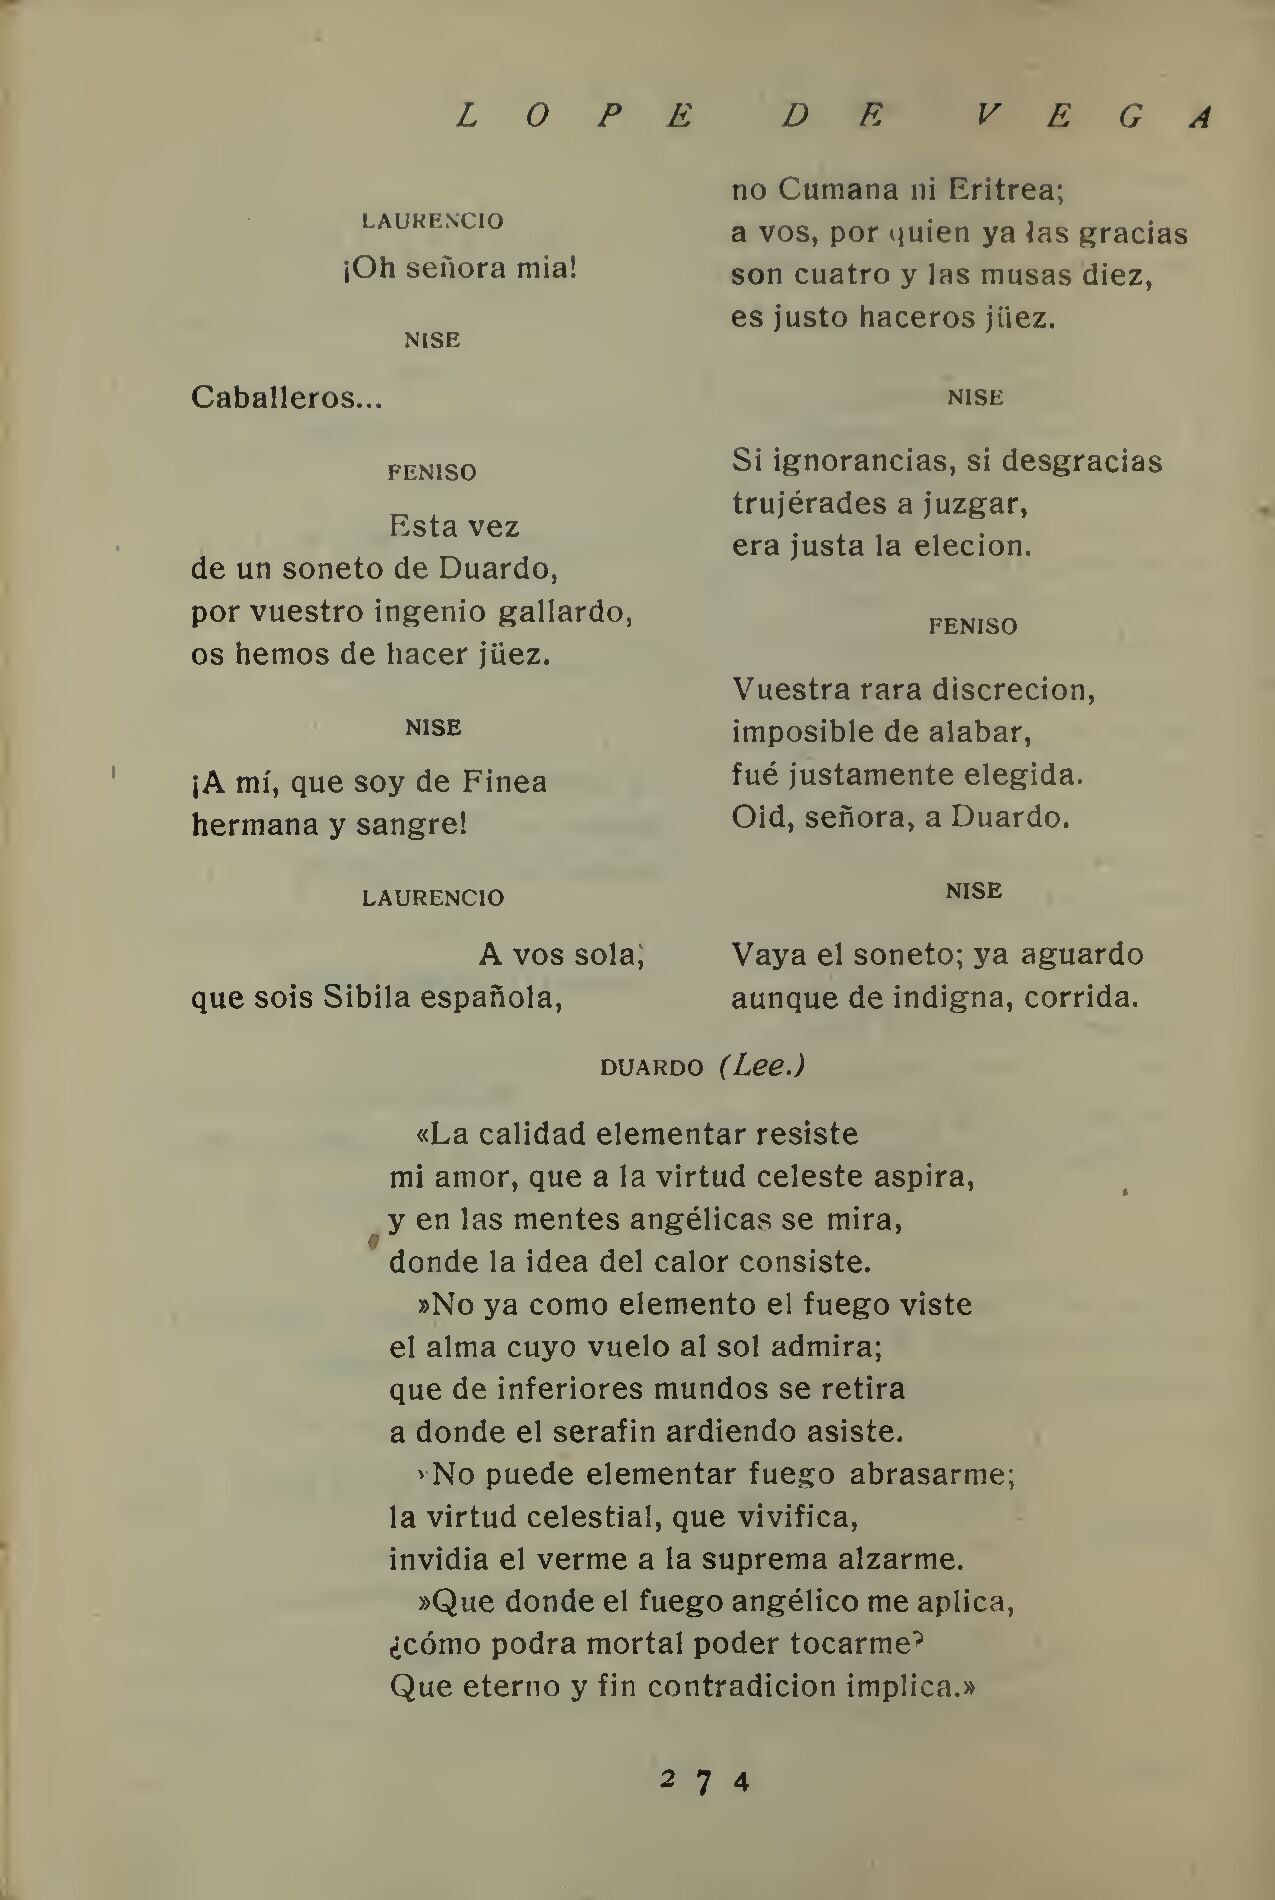 LOPE DE VEGA
LAURENCIO
¡Oh señora mia!
NISE
Caballeros...
FENISO
Esta vez
de un soneto de Duardo,
por vuestro ingenio gallardo,
os hemos de hacer jüez.
NISE
¡A mí, que soy de Finea
hermana y sangre!
LAURENCIO
A vos sola,
que sois Sibila española,
no Cumana ni Eritrea;
a vos, por quien ya las gracias
son cuatro y las musas diez,
es justo haceros jüez.
NISE
Si ignorancias, si desgracias
trujérades a juzgar,
era justa la elecion.
FENISO
Vuestra rara discrecion,
imposible de alabar,
fué justamente elegida.
Oid, señora, a Duardo.
NISE
Vaya el soneto; ya aguardo
aunque de indigna, corrida.
DUARDO (Lee.)
«La calidad elementar resiste
mi amor, que a la virtud celeste aspira,
y en las mentes angélicas se mira,
donde la idea del calor consiste.
»No ya como elemento el fuego viste
el alma cuyo vuelo al sol admira;
que de inferiores mundos se retira
a donde el serafin ardiendo asiste.
»No puede elementar fuego abrasarme;
la virtud celestial, que vivifica,
invidia el verme a la suprema alzarme.
»Que donde el fuego angélico me aplica,
¿cómo podra mortal poder tocarme?
Que eterno y fin contradicion implica.»
274